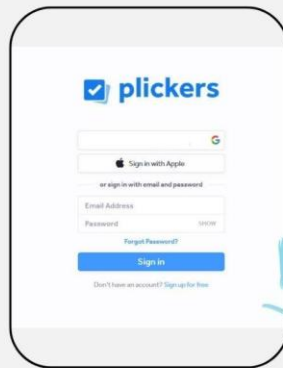 plickers
Sign in with Apple
or sign in with email and password
Email Address
Password SHOW
Forgot Password?
Sign in
Don't have an account? Sign up for free